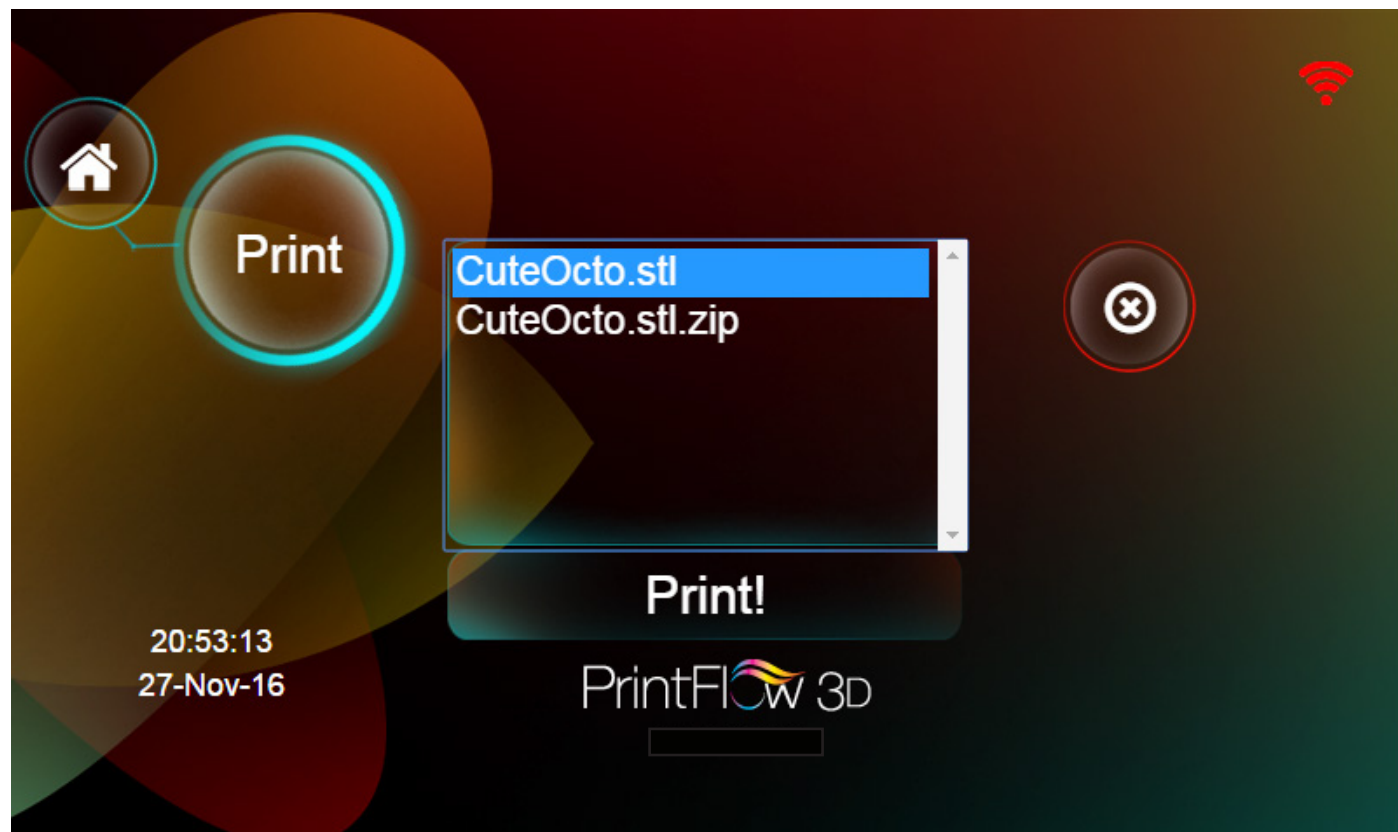 Print
CuteOcto.stl
CuteOcto.stl.zip
Print!
20:53:13
27-Nov-16
PrintFlow 3D